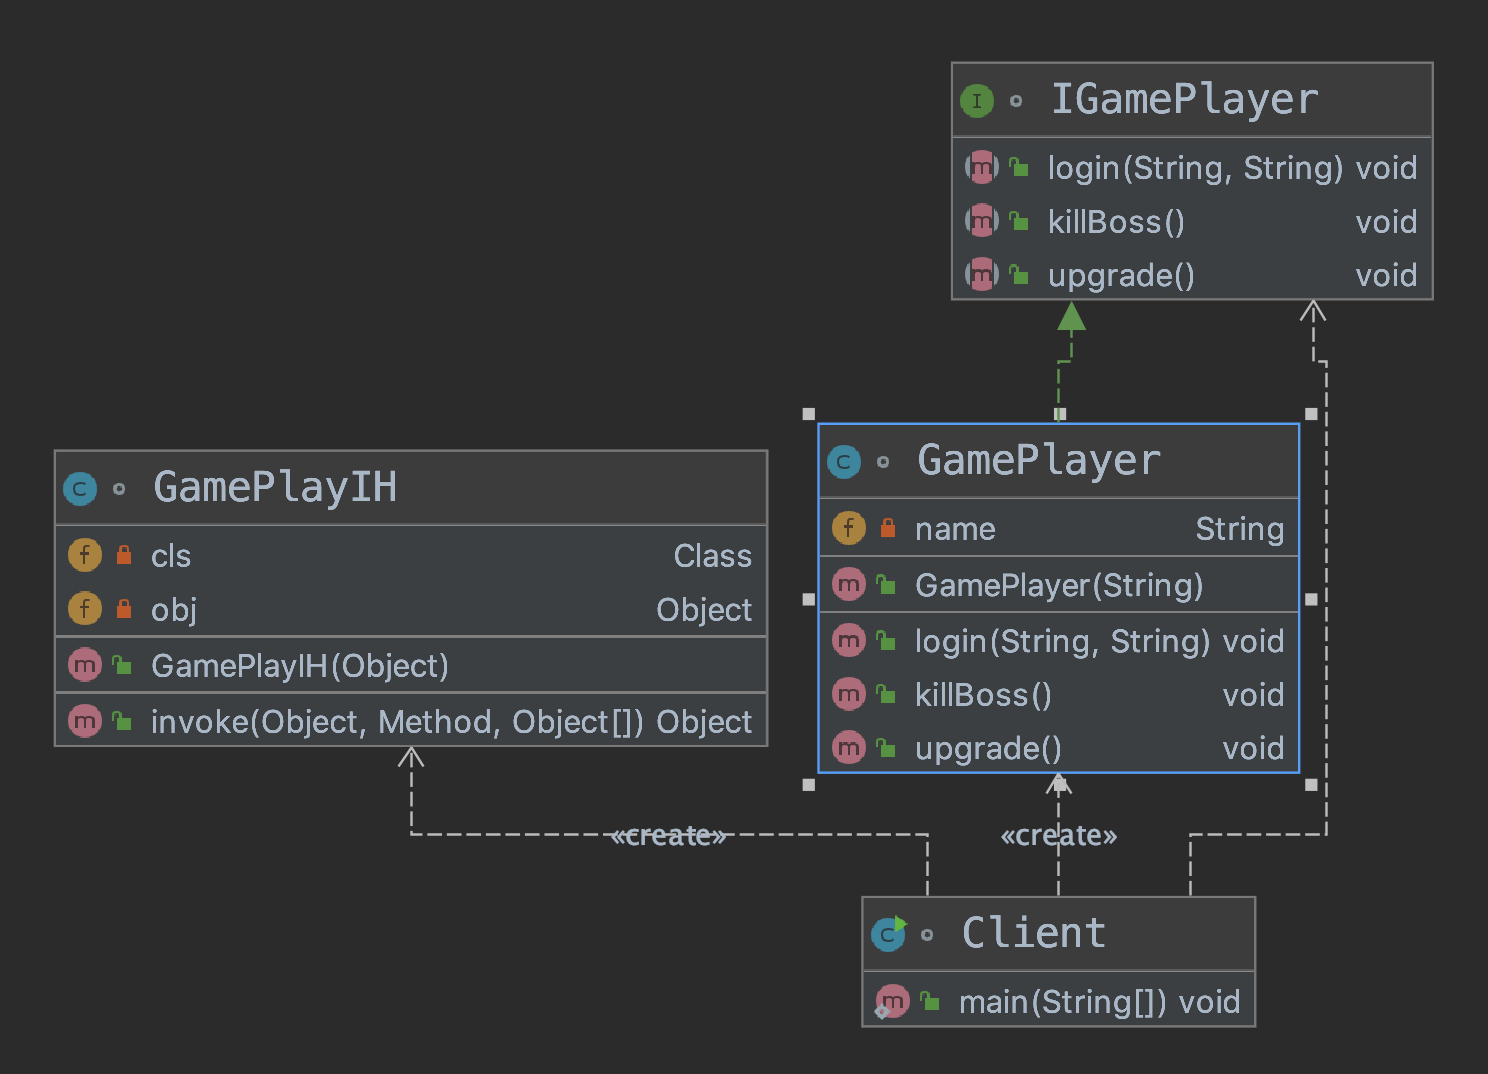 IGamePlayer
login(String, String) void
killBoss() void
upgrade() void
GamePlayer
name String
GamePlayer(String)
login(String, String) void
killBoss() void
upgrade() void
GamePlayIH
cls Class
obj Object
GamePlayIH(Object)
invoke(Object, Method, Object[]) Object
«create»
«create»
Client
main(String[]) void